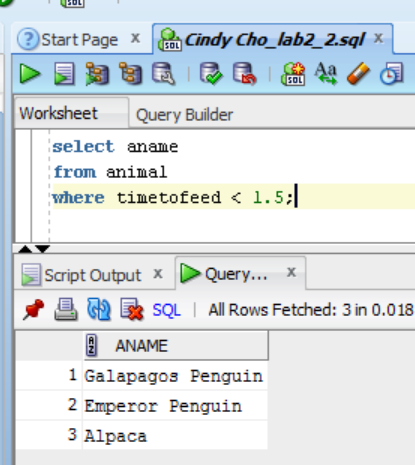 Start Page x Cindy Cho_lab2_2.sql x
Worksheet Query Builder
select aname
from animal
where timetofeed < 1.5;
Script Output x Query... x
SQL | All Rows Fetched: 3 in 0.018
ANAME
1 Galapagos Penguin
2 Emperor Penguin
3 Alpaca